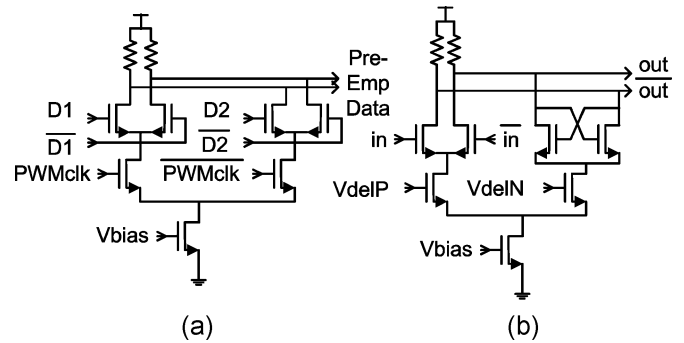 Pre-
Emp
Data
D1
D1
D2
D2
PWMclk
PWMclk
Vbias
(a)
out
out
in
in
VdelP
VdelN
Vbias
(b)